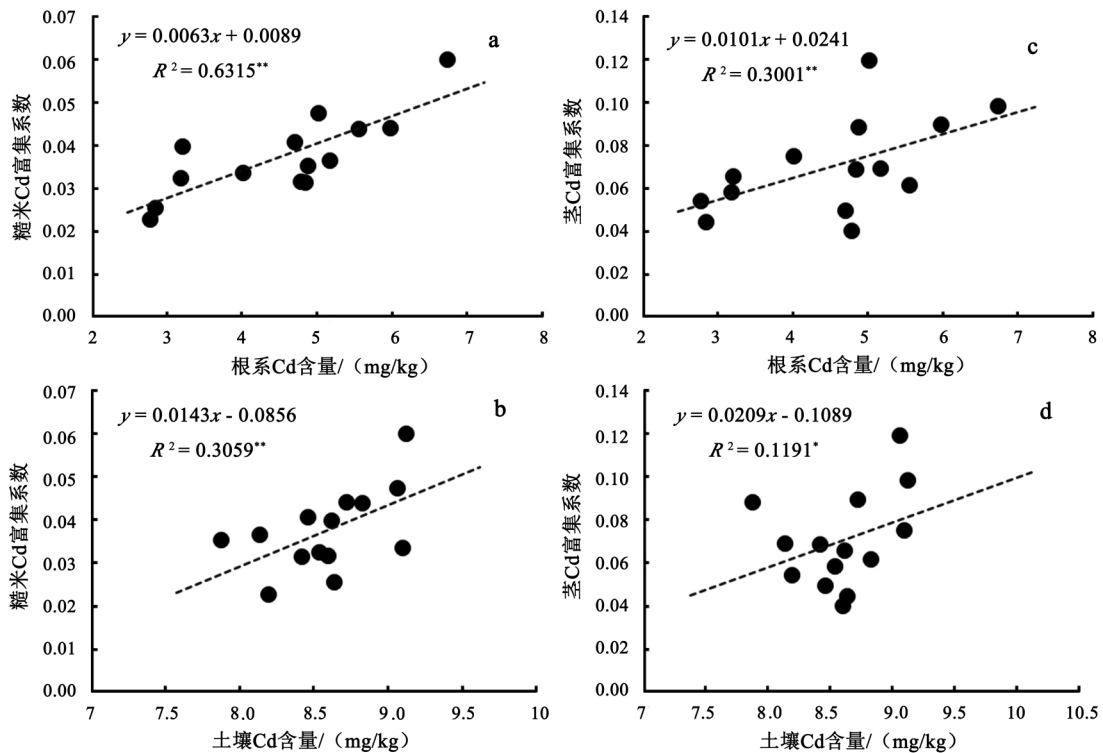 y = 0.0063x + 0.0089
R² = 0.6315**
a
0.07
0.06
0.05
0.04
0.03
0.02
0.01
0.00
糙米Cd富集系数
2 3 4 5 6 7 8
根系Cd含量/（mg/kg）
y = 0.0101x + 0.0241
R² = 0.3001**
c
0.14
0.12
0.10
0.08
0.06
0.04
0.02
0.00
茎Cd富集系数
2 3 4 5 6 7 8
根系Cd含量/（mg/kg）
y = 0.0143x - 0.0856
R² = 0.3059**
b
0.07
0.06
0.05
0.04
0.03
0.02
0.01
0.00
糙米Cd富集系数
7 7.5 8.0 8.5 9.0 9.5 10
土壤Cd含量/（mg/kg）
y = 0.0209x - 0.1089
R² = 0.1191*
d
0.14
0.12
0.10
0.08
0.06
0.04
0.02
0.00
茎Cd富集系数
7 7.5 8.0 8.5 9.0 9.5 10 10.5
土壤Cd含量/（mg/kg）